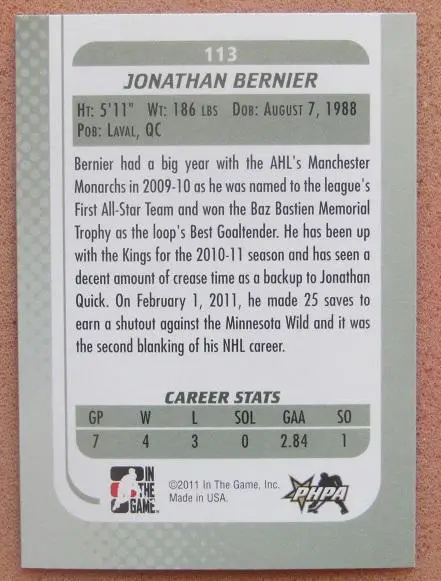 113
JONATHAN BERNIER
HT: 5'11" WT: 186 LBS DOB: AUGUST 7, 1988
POB: LAVAL, QC
Bernier had a big year with the AHL's Manchester
Monarchs in 2009-10 as he was named to the league's
First All-Star Team and won the Baz Bastien Memorial
Trophy as the loop's Best Goaltender. He has been up
with the Kings for the 2010-11 season and has seen a
decent amount of crease time as a backup to Jonathan
Quick. On February 1, 2011, he made 25 saves to
earn a shutout against the Minnesota Wild and it was
the second blanking of his NHL career.
CAREER STATS
GP W L SOL GAA SO
7 4 3 0 2.84 1
IN
THE
GAME
©2011 In The Game, Inc.
Made in USA.
PHPA